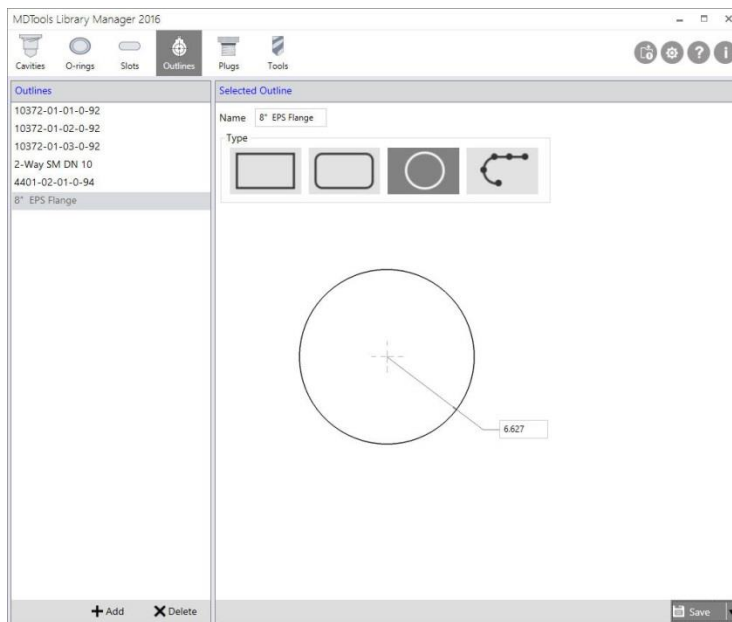 MDTools Library Manager 2016
Cavities O-rings Slots Outlines Plugs Tools
Outlines
10372-01-01-0-92
10372-01-02-0-92
10372-01-03-0-92
2-Way SM DN 10
4401-02-01-0-94
8" EPS Flange
Add Delete
Selected Outline
Name 8" EPS Flange
Type
6.627
Save